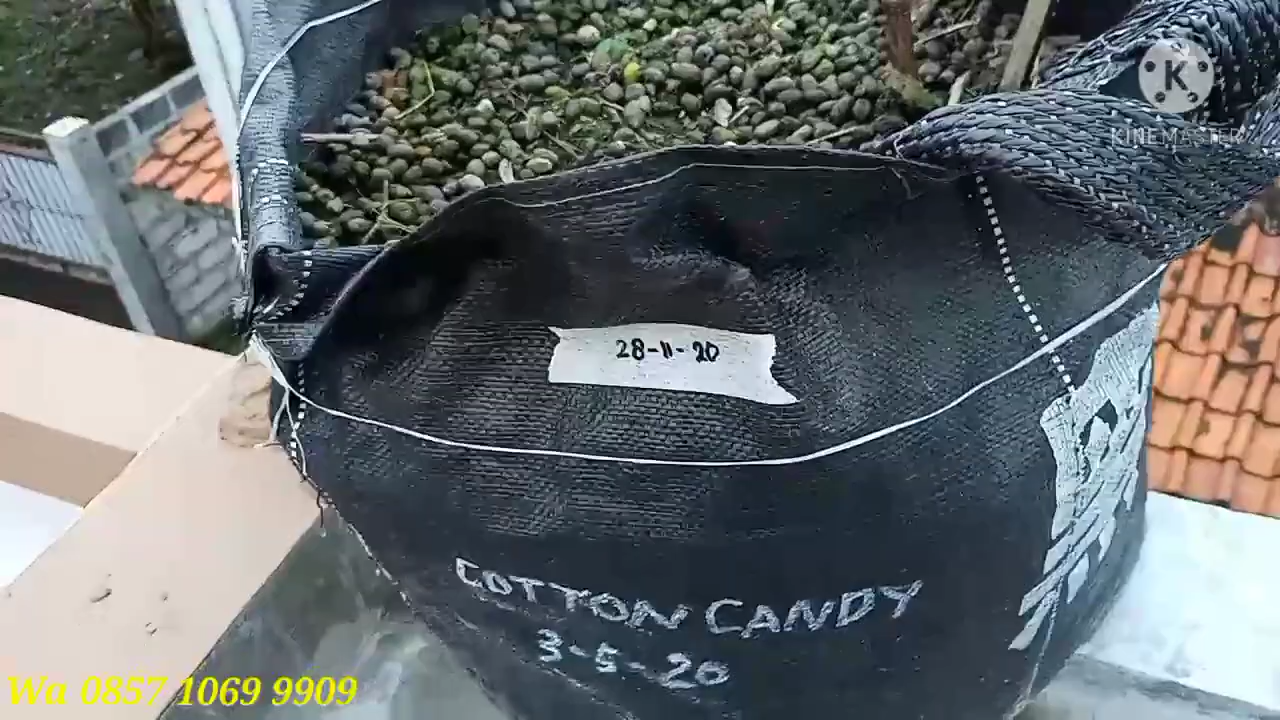 K
KINEMASTER
28-11-20
COTTON CANDY
3-5-20
Wa 0857 1069 9909